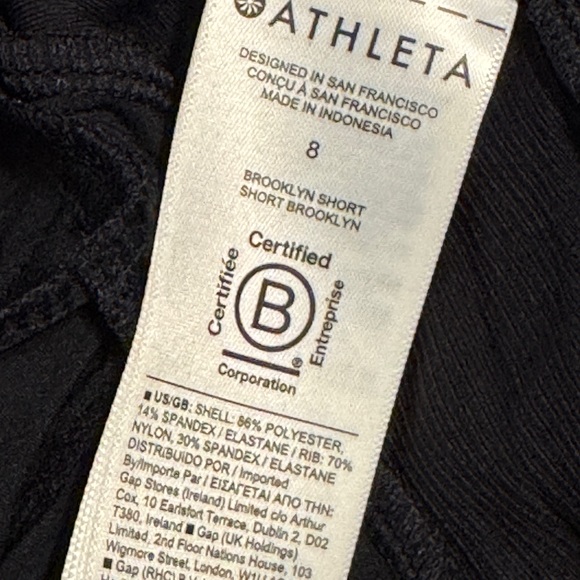 ATHLETA
DESIGNED IN SAN FRANCISCO
CONÇU À SAN FRANCISCO
MADE IN INDONESIA
8
BROOKLYN SHORT
SHORT BROOKLYN
Certified
Certifiée
B
Entreprise
®
Corporation
■ US/GB: SHELL: 86% POLYESTER,
14% SPANDEX / ELASTANE / RIB: 70%
NYLON, 30% SPANDEX / ELASTANE
DISTRIBUIDO POR / Imported
By/Importe Par / ΕΙΣΑΓΕΤΑΙ ΑΠΟ ΤΗΝ:
Gap Stores (Ireland) Limited c/o Arthur
Cox, 10 Earlsfort Terrace, Dublin 2, D02
T380, Ireland ■ Gap (UK Holdings)
Limited, 2nd Floor Nations House, 103
Wigmore Street, London,
■ Gap (RHC)